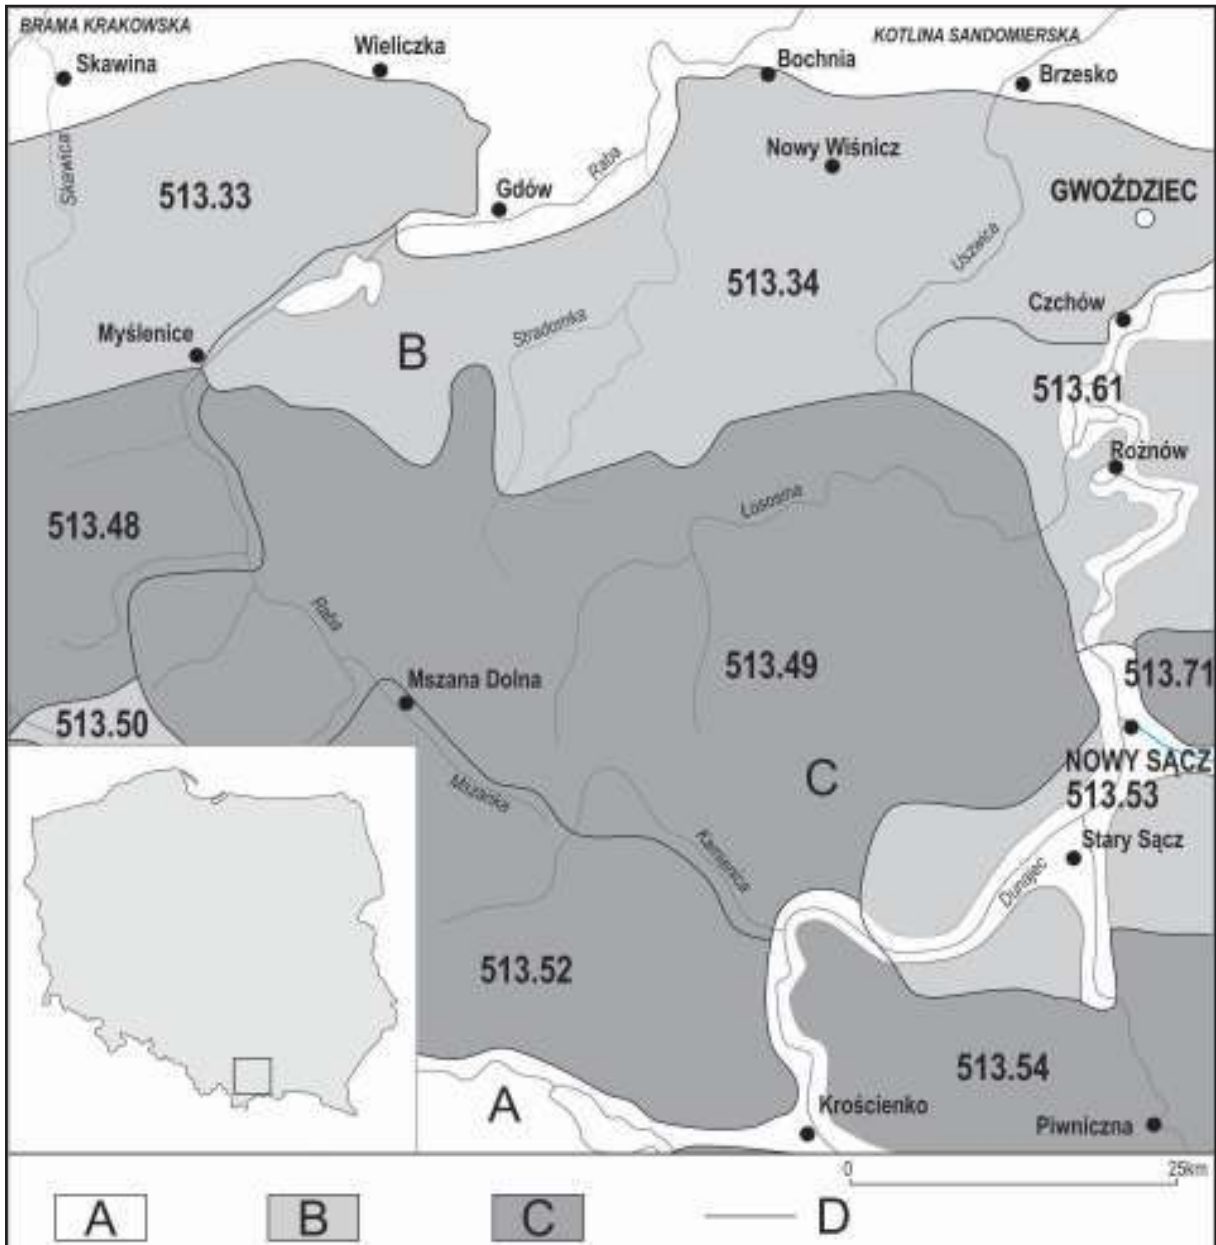 BRAMA KRAKOWSKA
Skawina
Wieliczka
Bochnia
KOTLINA SANDOMIERSKA
Brzesko
Skawica
513.33
Gdów
Raba
Nowy Wiśnicz
GWOŹDZIEC
Uszwica
513.34
Czchów
Myślenice
B
Stradomka
513.61
Rożnów
513.48
Łososina
Raba
Mszana Dolna
513.49
513.71
513.50
NOWY SĄCZ
513.53
Mszanka
C
Kamienica
Stary Sącz
Dunajec
513.52
513.54
A
Krościenko
Piwniczna
0 25km
A B C D